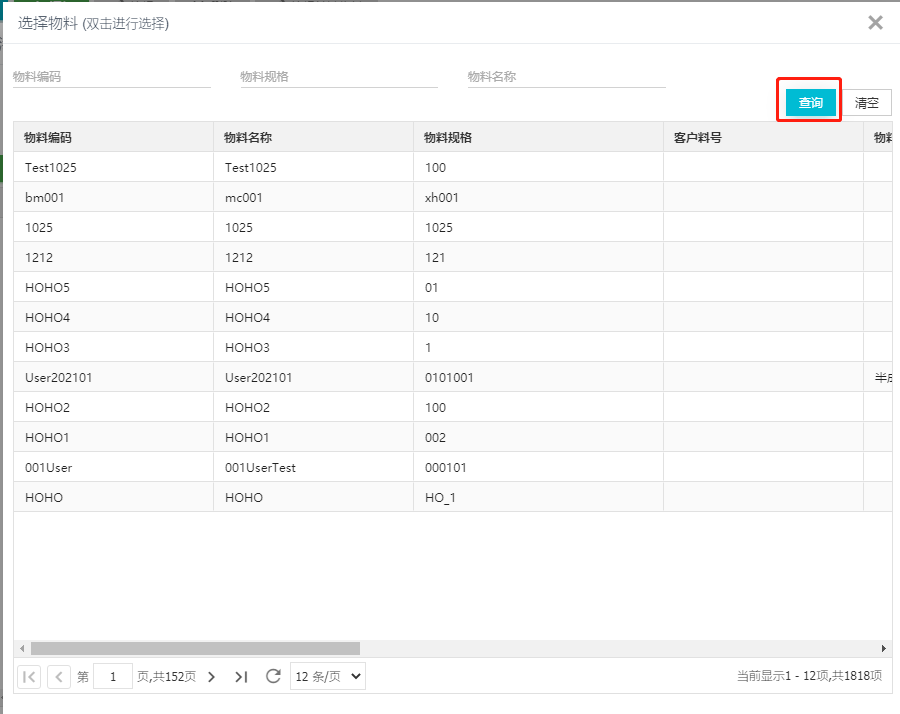 选择物料 (双击进行选择)
物料编码 物料规格 物料名称
查询 清空
物料编码 物料名称 物料规格 客户料号
Test1025 Test1025 100
bm001 mc001 xh001
1025 1025 1025
1212 1212 121
HOHO5 HOHO5 01
HOHO4 HOHO4 10
HOHO3 HOHO3 1
User202101 User202101 0101001
HOHO2 HOHO2 100
HOHO1 HOHO1 002
001User 001UserTest 000101
HOHO HOHO HO_1
第 1 页,共152页 12 条/页 当前显示1 - 12项,共1818项